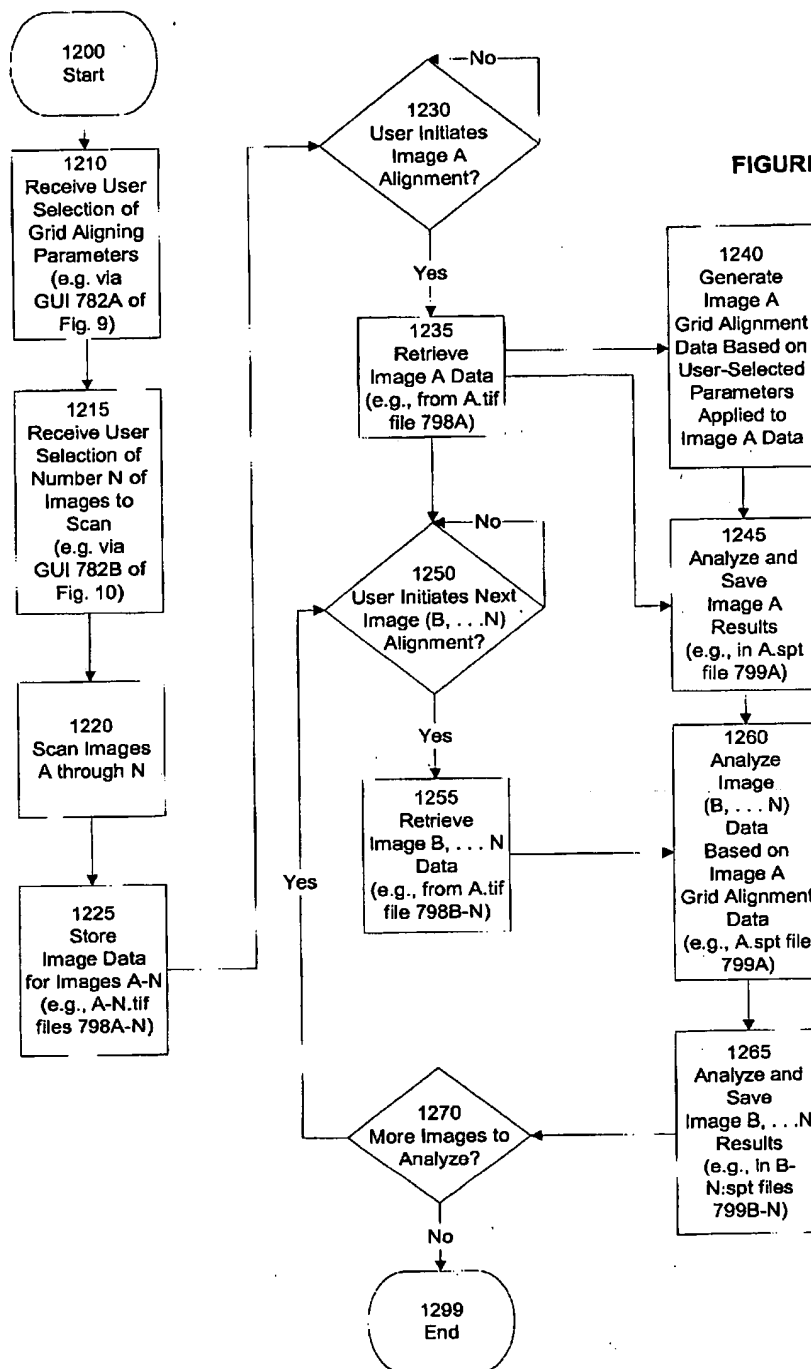 1200
Start
1210
Receive User
Selection of
Grid Aligning
Parameters
(e.g. via
GUI 782A of
Fig. 9)
1215
Receive User
Selection of
Number N of
Images to
Scan
(e.g. via
GUI 782B of
Fig. 10)
1220
Scan Images
A through N
1225
Store
Image Data
for Images A-N
(e.g., A-N.tif
files 798A-N)
No
1230
User Initiates
Image A
Alignment?
Yes
1235
Retrieve
Image A Data
(e.g., from A.tif
file 798A)
No
1250
User Initiates Next
Image (B, . . .N)
Alignment?
Yes
1255
Retrieve
Image B, . . . N
Data
(e.g., from A.tif
file 798B-N)
Yes
1270
More Images to
Analyze?
No
1299
End
FIGURE
1240
Generate
Image A
Grid Alignment
Data Based on
User-Selected
Parameters
Applied to
Image A Data
1245
Analyze and
Save
Image A
Results
(e.g., in A.spt
file 799A)
1260
Analyze
Image
(B, . . . N)
Data
Based on
Image A
Grid Alignment
Data
(e.g., A.spt file
799A)
1265
Analyze and
Save
Image B, . . .N
Results
(e.g., in B-
N:spt files
799B-N)